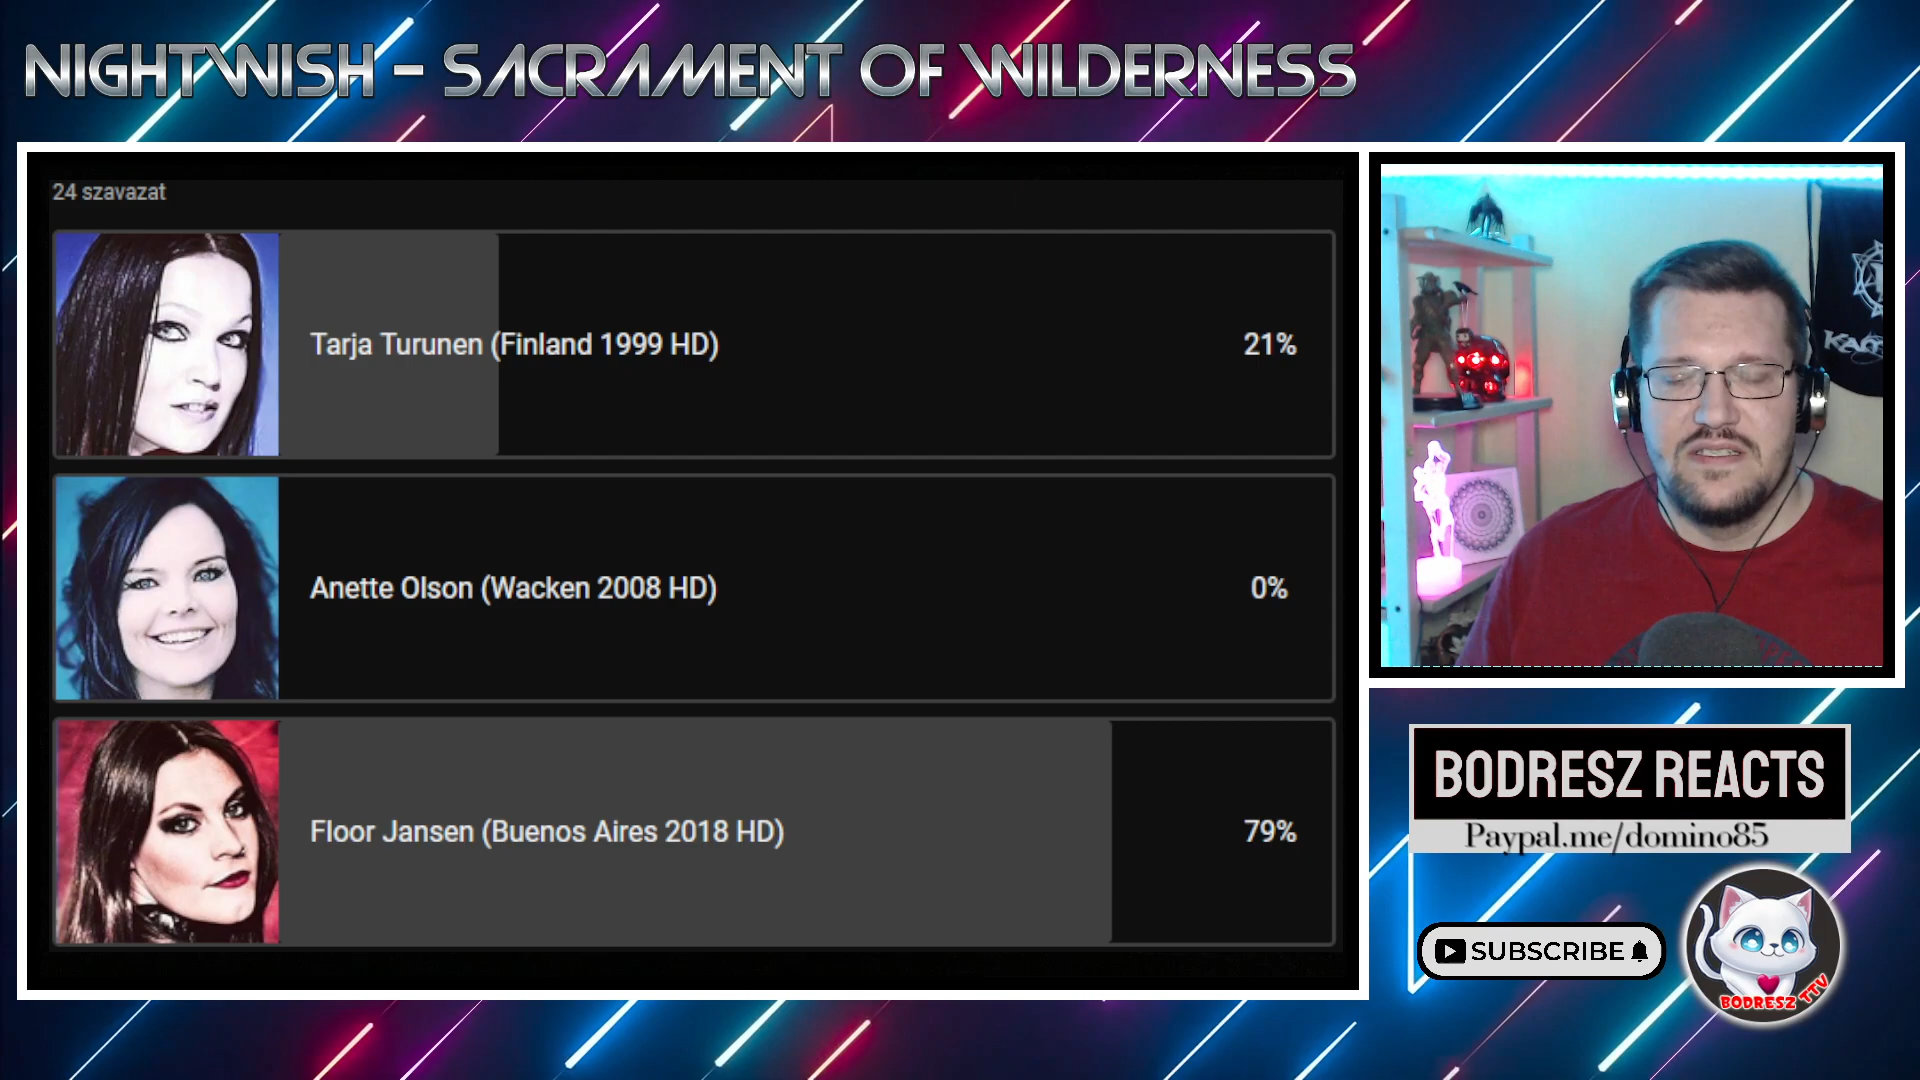 NIGHTWISH - SACRAMENT OF WILDERNESS
24 szavazat
Tarja Turunen (Finland 1999 HD)
21%
Anette Olson (Wacken 2008 HD)
0%
Floor Jansen (Buenos Aires 2018 HD)
79%
BODRESZ REACTS
Paypal.me/domino85
SUBSCRIBE
BODRESZ TTV